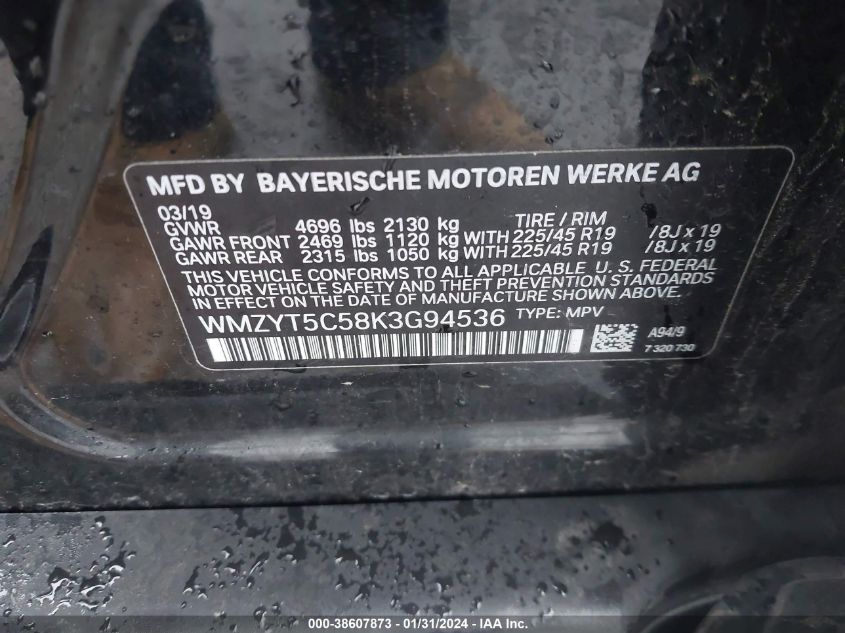 MFD BY BAYERISCHE MOTOREN WERKE AG
03/19
GVWR 4696 lbs 2130 kg TIRE / RIM
GAWR FRONT 2469 lbs 1120 kg WITH 225/45 R19 /8J x 19
GAWR REAR 2315 lbs 1050 kg WITH 225/45 R19 /8J x 19
THIS VEHICLE CONFORMS TO ALL APPLICABLE U. S. FEDERAL
MOTOR VEHICLE SAFETY AND THEFT PREVENTION STANDARDS
IN EFFECT ON THE DATE OF MANUFACTURE.
WMZYT5C58K3G94536 TYPE: MPV
A94/9
7 320 730
000-38607873 / 01/31/2024 - IAA Inc.